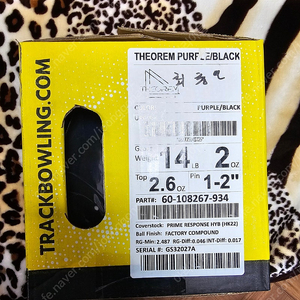 TRACKBOWLING.COM
THEOREM PURPLE/BLACK
THEOREM
PURPLE/BLACK
Weight
14 LB 2 OZ
Top
2.6 OZ
Pin
1-2"
PART#: 60-108267-934
Coverstock: PRIME RESPONSE HYB (HK22)
Ball Finish: FACTORY COMPOUND
RG-Min: 2.487 RG-Diff: 0.046 INT-Diff: 0.017
SERIAL #: GS32027A